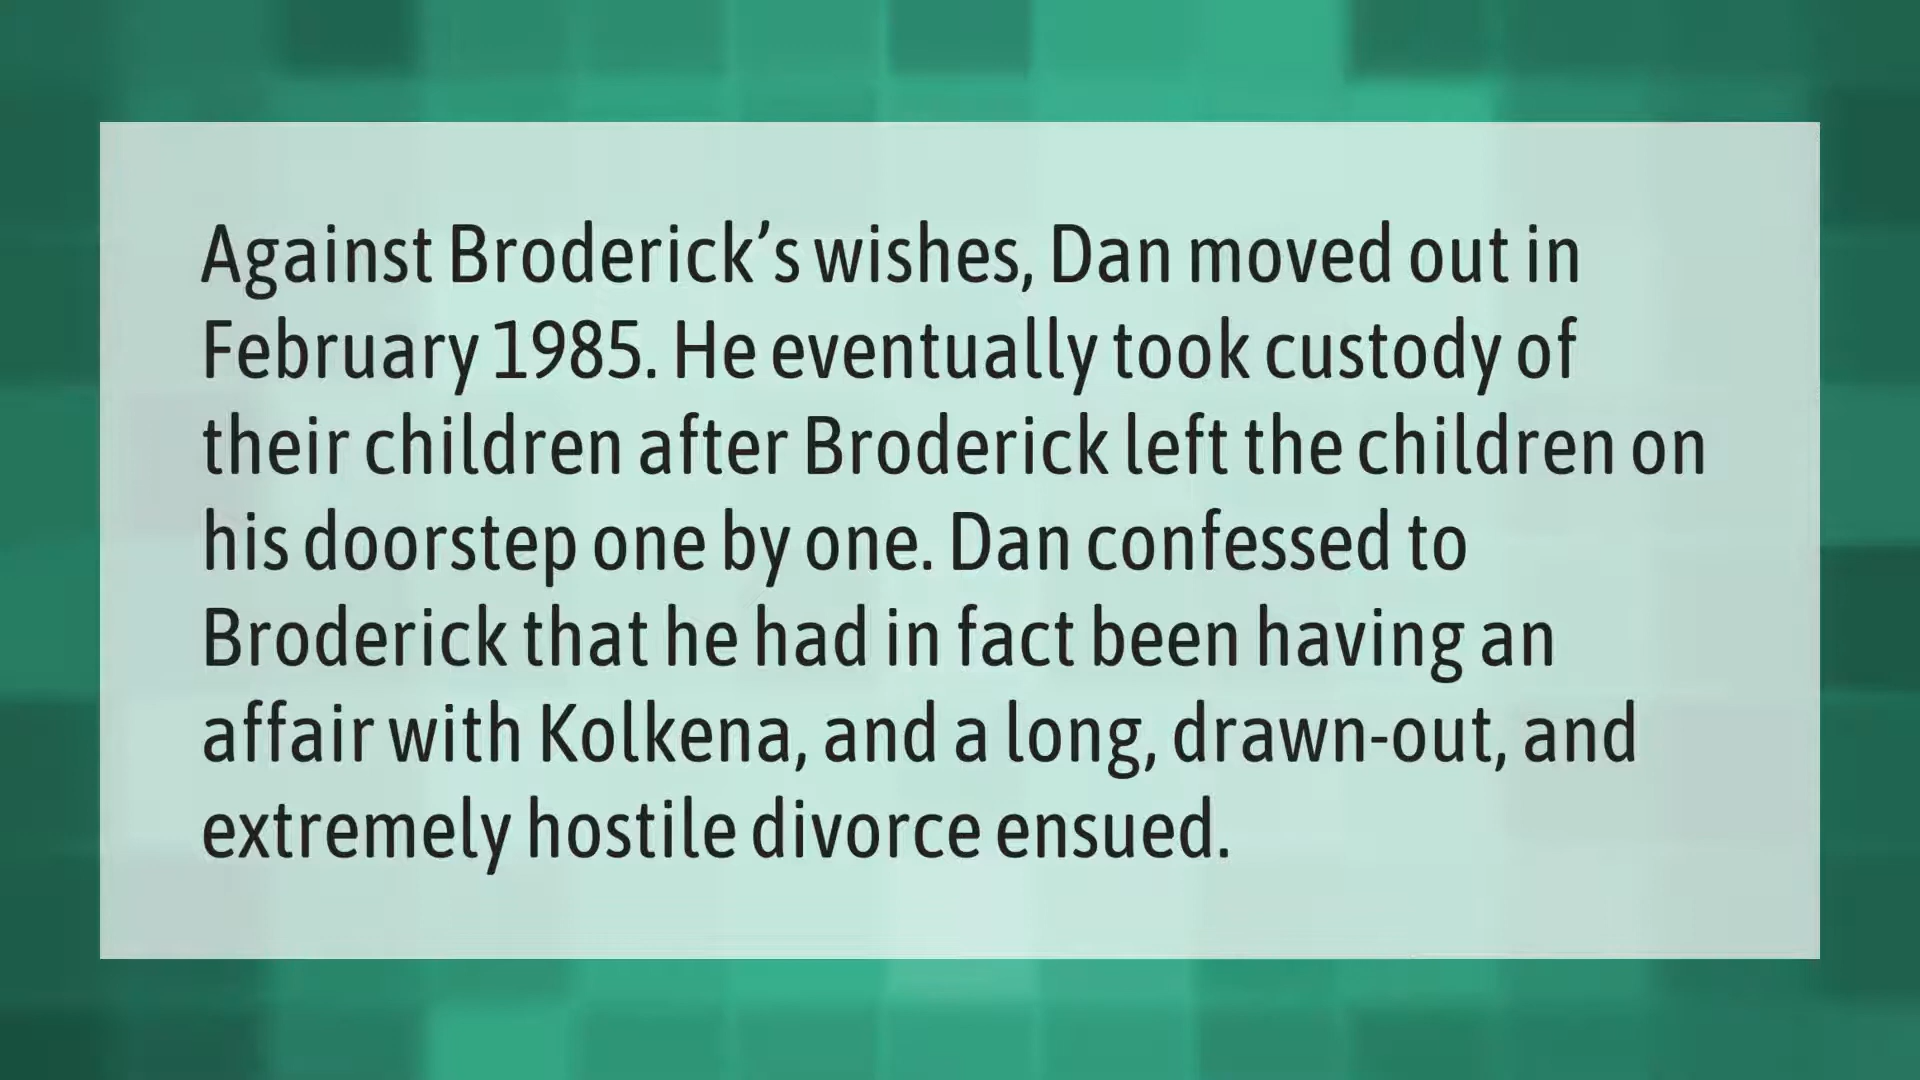 Against Broderick’s wishes, Dan moved out in
February 1985. He eventually took custody of
their children after Broderick left the children on
his doorstep one by one. Dan confessed to
Broderick that he had in fact been having an
affair with Kolkena, and a long, drawn-out, and
extremely hostile divorce ensued.